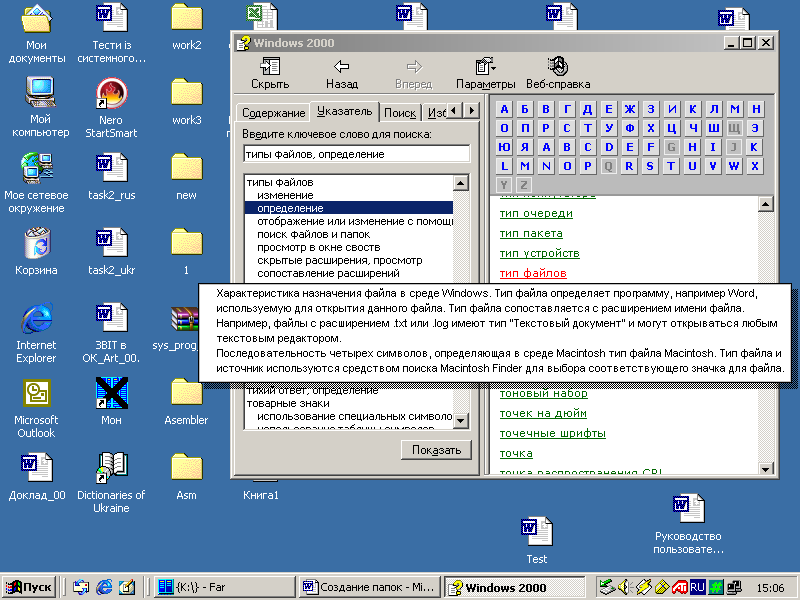 Мои
документы
Тести із
системного...
work2
Windows 2000
Скрыть
Назад
Вперед
Параметры
Веб-справка
Мой
компьютер
Nero
StartSmart
work3
Содержание
Указатель
Поиск
Введите ключевое слово для поиска:
типы файлов, определение
А Б В Г Д Е Ж З И К Л М Н
О П Р С Т У Ф Х Ц Ч Ш Щ Э
Ю Я A B C D E F G H I J K
L M N O P Q R S T U V W X
Y Z
Мое сетевое
окружение
task2_rus
new
типы файлов
изменение
определение
отображение или изменение с помощ
поиск файлов и папок
просмотр в окне свойств
скрытые расширения, просмотр
сопоставление расширений
тип очереди
тип пакета
тип устройств
тип файлов
Корзина
task2_ukr
1
Характеристика назначения файла в среде Windows. Тип файла определяет программу, например Word,
используемую для открытия данного файла. Тип файла сопоставляется с расширением имени файла.
Например, файлы с расширением .txt или .log имеют тип "Текстовый документ" и могут открываться любым
текстовым редактором.
Последовательность четырех символов, определяющая в среде Macintosh тип файла Macintosh. Тип файла и
источник используются средством поиска Macintosh Finder для выбора соответствующего значка для файла.
Internet
Explorer
ЗВІТ в
OK_Art_00.
sys_prog
тихий ответ, определение
товарные знаки
использование специальных символо
использование таблицы символов
Показать
тоновый набор
точек на дюйм
точечные шрифты
точка
точка распространения CRL
Microsoft
Outlook
Мон
Asembler
Доклад_00
Dictionaries of
Ukraine
Asm
Книга1
Test
Руководство
пользовате...
Пуск
{K:\} - Far
Создание папок - Mi...
Windows 2000
RU
15:06